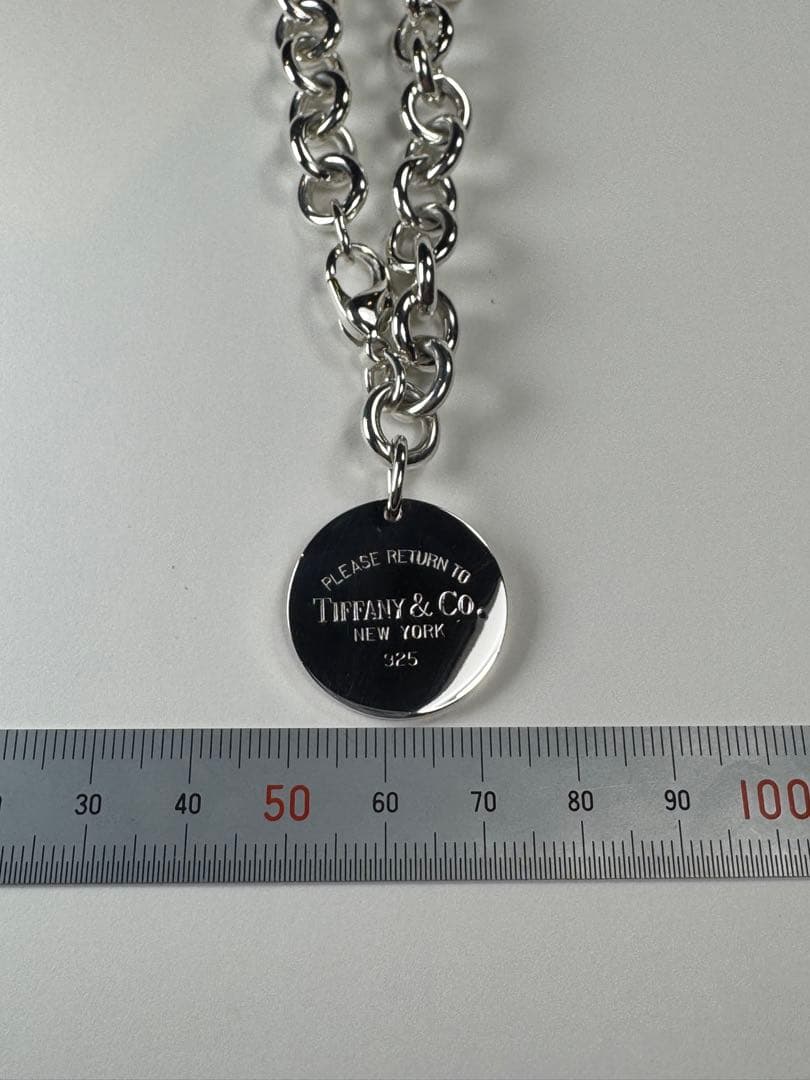 PLEASE RETURN TO
TIFFANY & CO.
NEW YORK
925
30 40 50 60 70 80 90 100